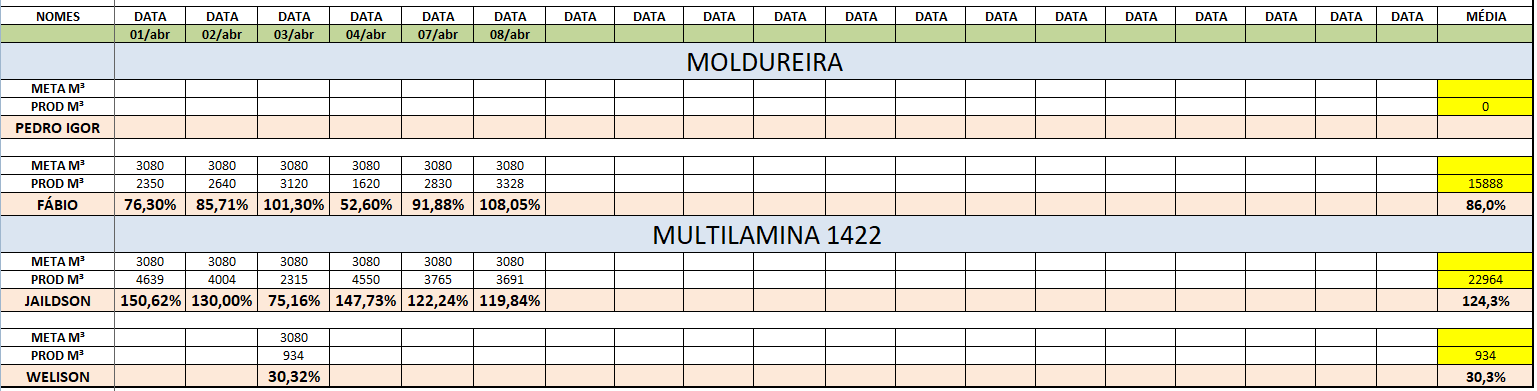 NOMES DATA DATA DATA DATA DATA DATA DATA DATA DATA DATA DATA DATA DATA DATA DATA DATA DATA DATA DATA MÉDIA
01/abr 02/abr 03/abr 04/abr 07/abr 08/abr
MOLDUREIRA
META M³
PROD M³ 0
PEDRO IGOR
META M³ 3080 3080 3080 3080 3080 3080
PROD M³ 2350 2640 3120 1620 2830 3328 15888
FÁBIO 76,30% 85,71% 101,30% 52,60% 91,88% 108,05% 86,0%
MULTILAMINA 1422
META M³ 3080 3080 3080 3080 3080 3080
PROD M³ 4639 4004 2315 4550 3765 3691 22964
JAILDSON 150,62% 130,00% 75,16% 147,73% 122,24% 119,84% 124,3%
META M³ 3080
PROD M³ 934 934
WELISON 30,32% 30,3%